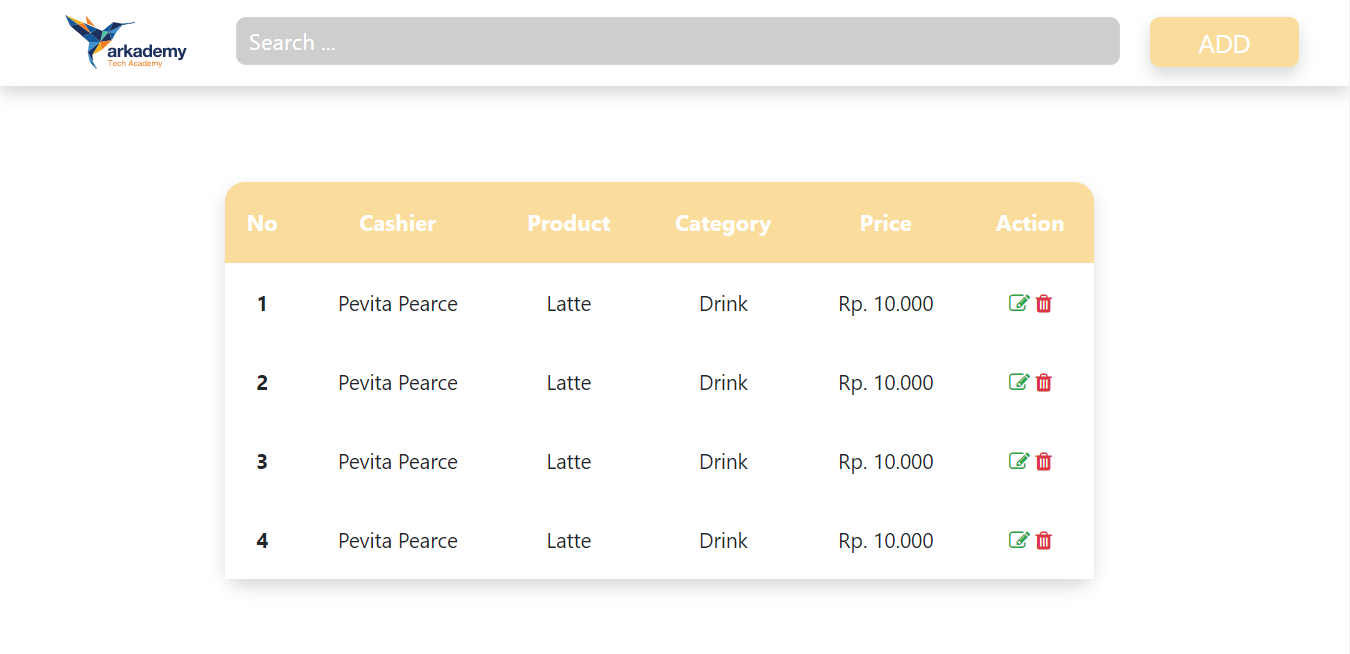 arkademy
Tech Academy
Search ...
ADD
No Cashier Product Category Price Action
1 Pevita Pearce Latte Drink Rp. 10.000
2 Pevita Pearce Latte Drink Rp. 10.000
3 Pevita Pearce Latte Drink Rp. 10.000
4 Pevita Pearce Latte Drink Rp. 10.000